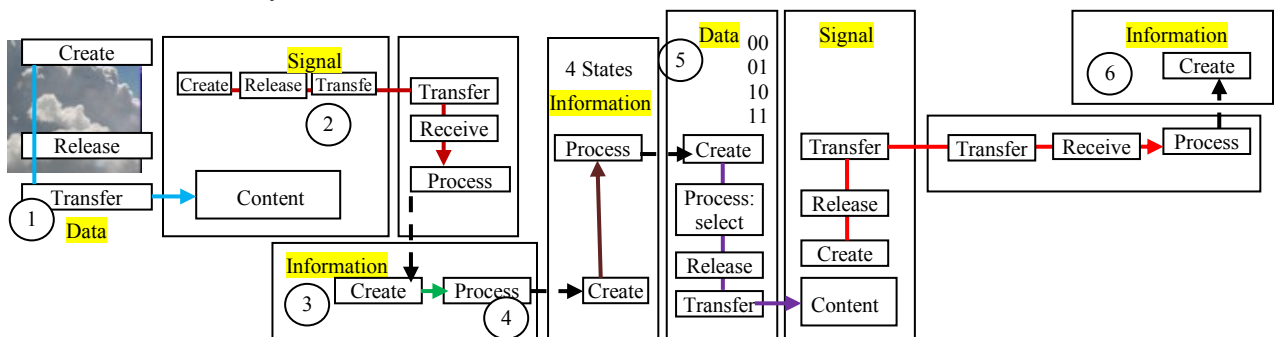 Create
Release
Transfer
1
Data
Signal
Create
Release
Transfe
2
Content
Transfer
Receive
Process
Information
3
Create
Process
4
4 States
Information
Process
Create
5
Data
00
01
10
11
Create
Process:
select
Release
Transfer
Signal
Transfer
Release
Create
Content
Transfer
Receive
Process
Information
6
Create